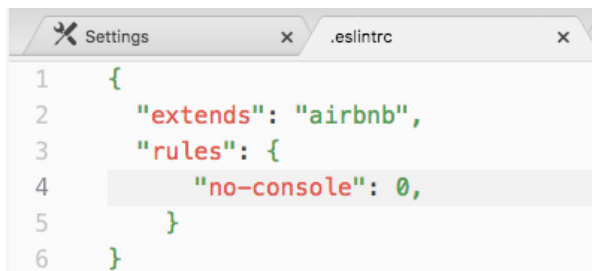 Settings × .eslintrc ×
1 {
2 "extends": "airbnb",
3 "rules": {
4 "no-console": 0,
5 }
6 }